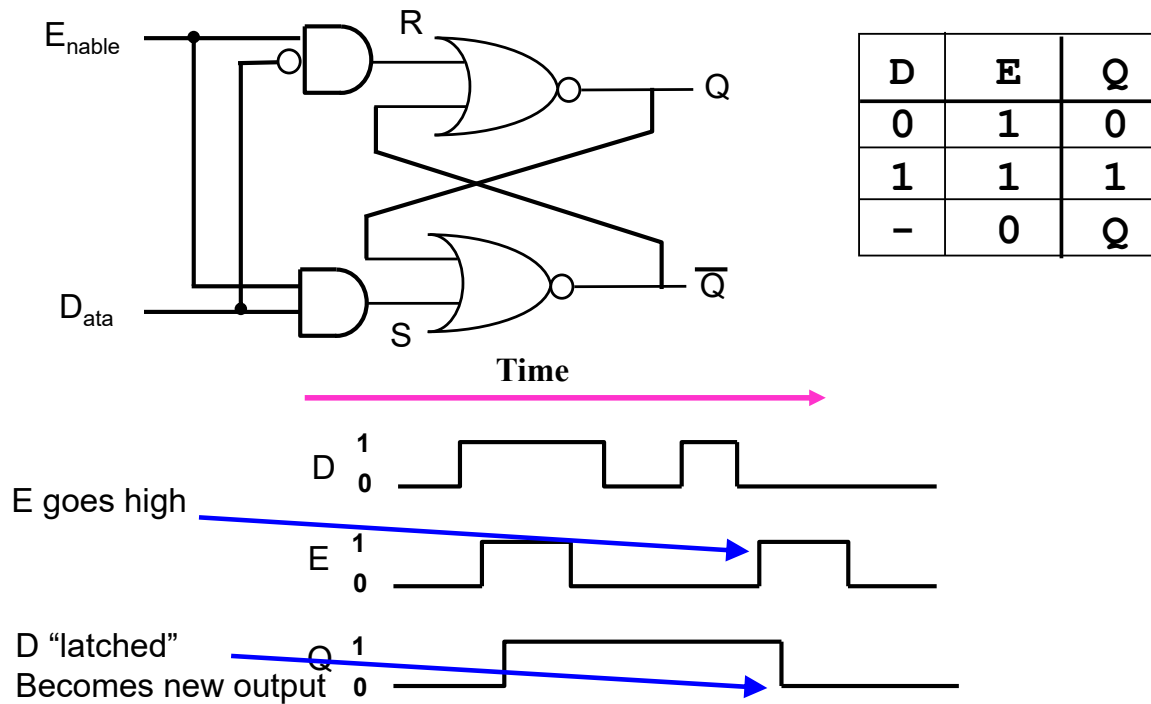 Enable
R
Q
Data
S
Q̅
D E Q
0 1 0
1 1 1
- 0 Q
Time
D 1
0
E goes high
E 1
0
D “latched”
Q 1
Becomes new output 0